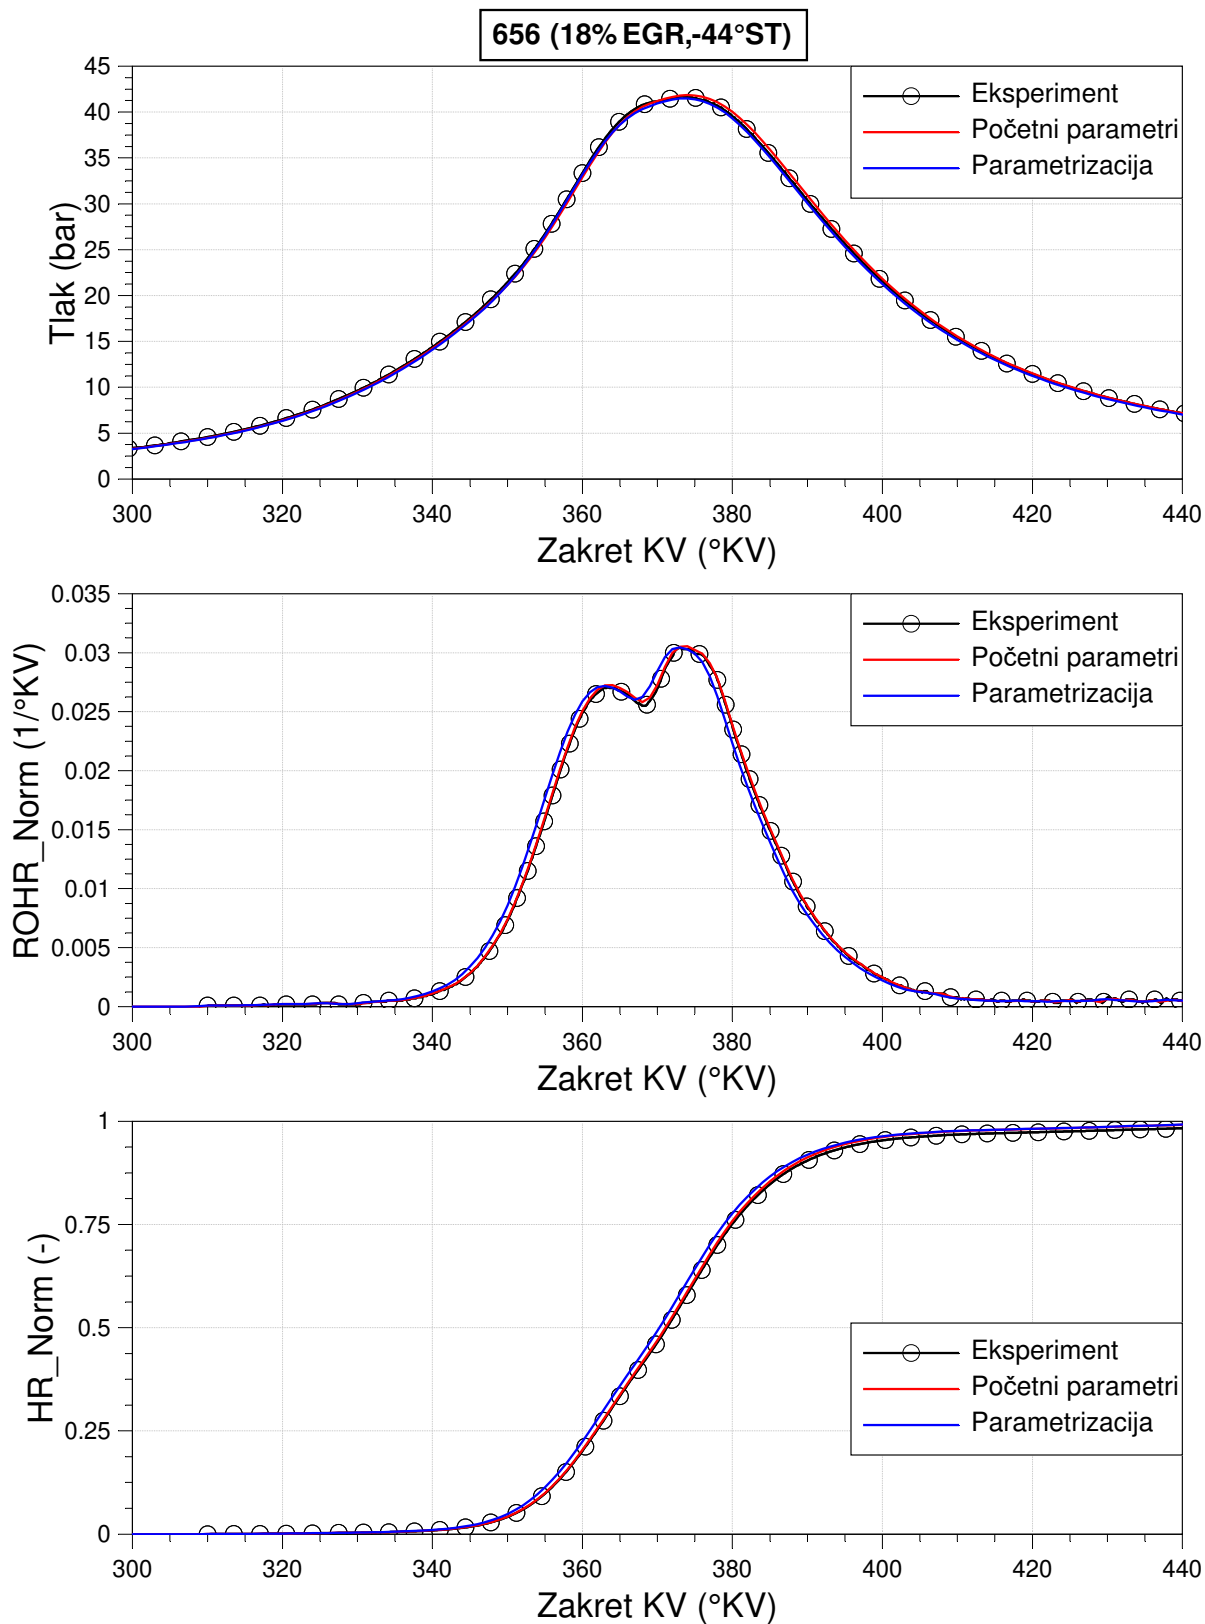 656 (18% EGR,-44°ST)
45
40
35
30
25
20
15
10
5
0
Tlak (bar)
Eksperiment
Početni parametri
Parametrizacija
300 320 340 360 380 400 420 440
Zakret KV (°KV)
0.035
0.03
0.025
0.02
0.015
0.01
0.005
0
ROHR_Norm (1/°KV)
Eksperiment
Početni parametri
Parametrizacija
300 320 340 360 380 400 420 440
Zakret KV (°KV)
1
0.75
0.5
0.25
0
HR_Norm (-)
Eksperiment
Početni parametri
Parametrizacija
300 320 340 360 380 400 420 440
Zakret KV (°KV)